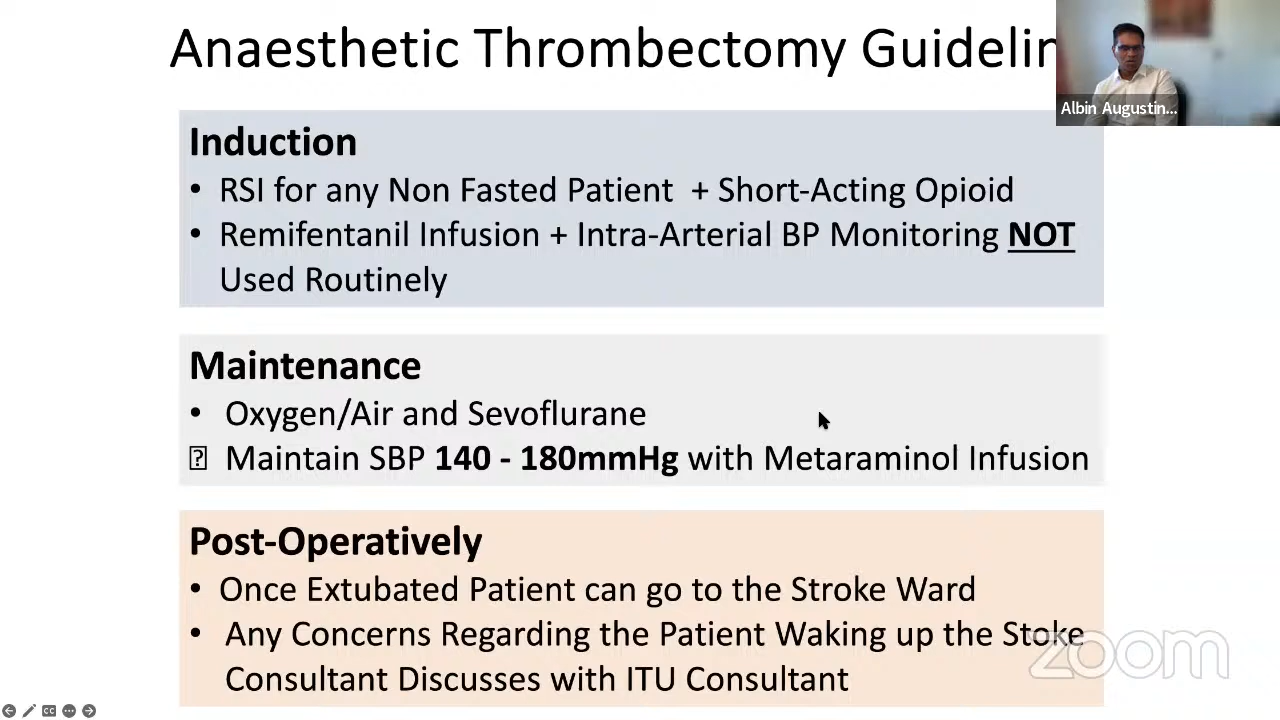 Anaesthetic Thrombectomy Guidelin
Albin Augustin...
Induction
• RSI for any Non Fasted Patient + Short-Acting Opioid
• Remifentanil Infusion + Intra-Arterial BP Monitoring NOT
Used Routinely
Maintenance
• Oxygen/Air and Sevoflurane
Maintain SBP 140 - 180mmHg with Metaraminol Infusion
Post-Operatively
• Once Extubated Patient can go to the Stroke Ward
• Any Concerns Regarding the Patient Waking up the Stoke
Consultant Discusses with ITU Consultant
zoom
CC